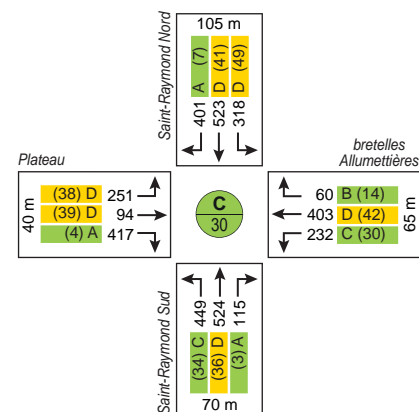 Saint-Raymond Nord
105 m
A (7)
D (41)
D (49)
401
523
318
Plateau
40 m
(38) D 251
(39) D 94
(4) A 417
C
30
bretelles
Allumettières
60 B (14)
403 D (42)
232 C (30)
65 m
Saint-Raymond Sud
449
524
115
(34) C
(36) D
(3) A
70 m